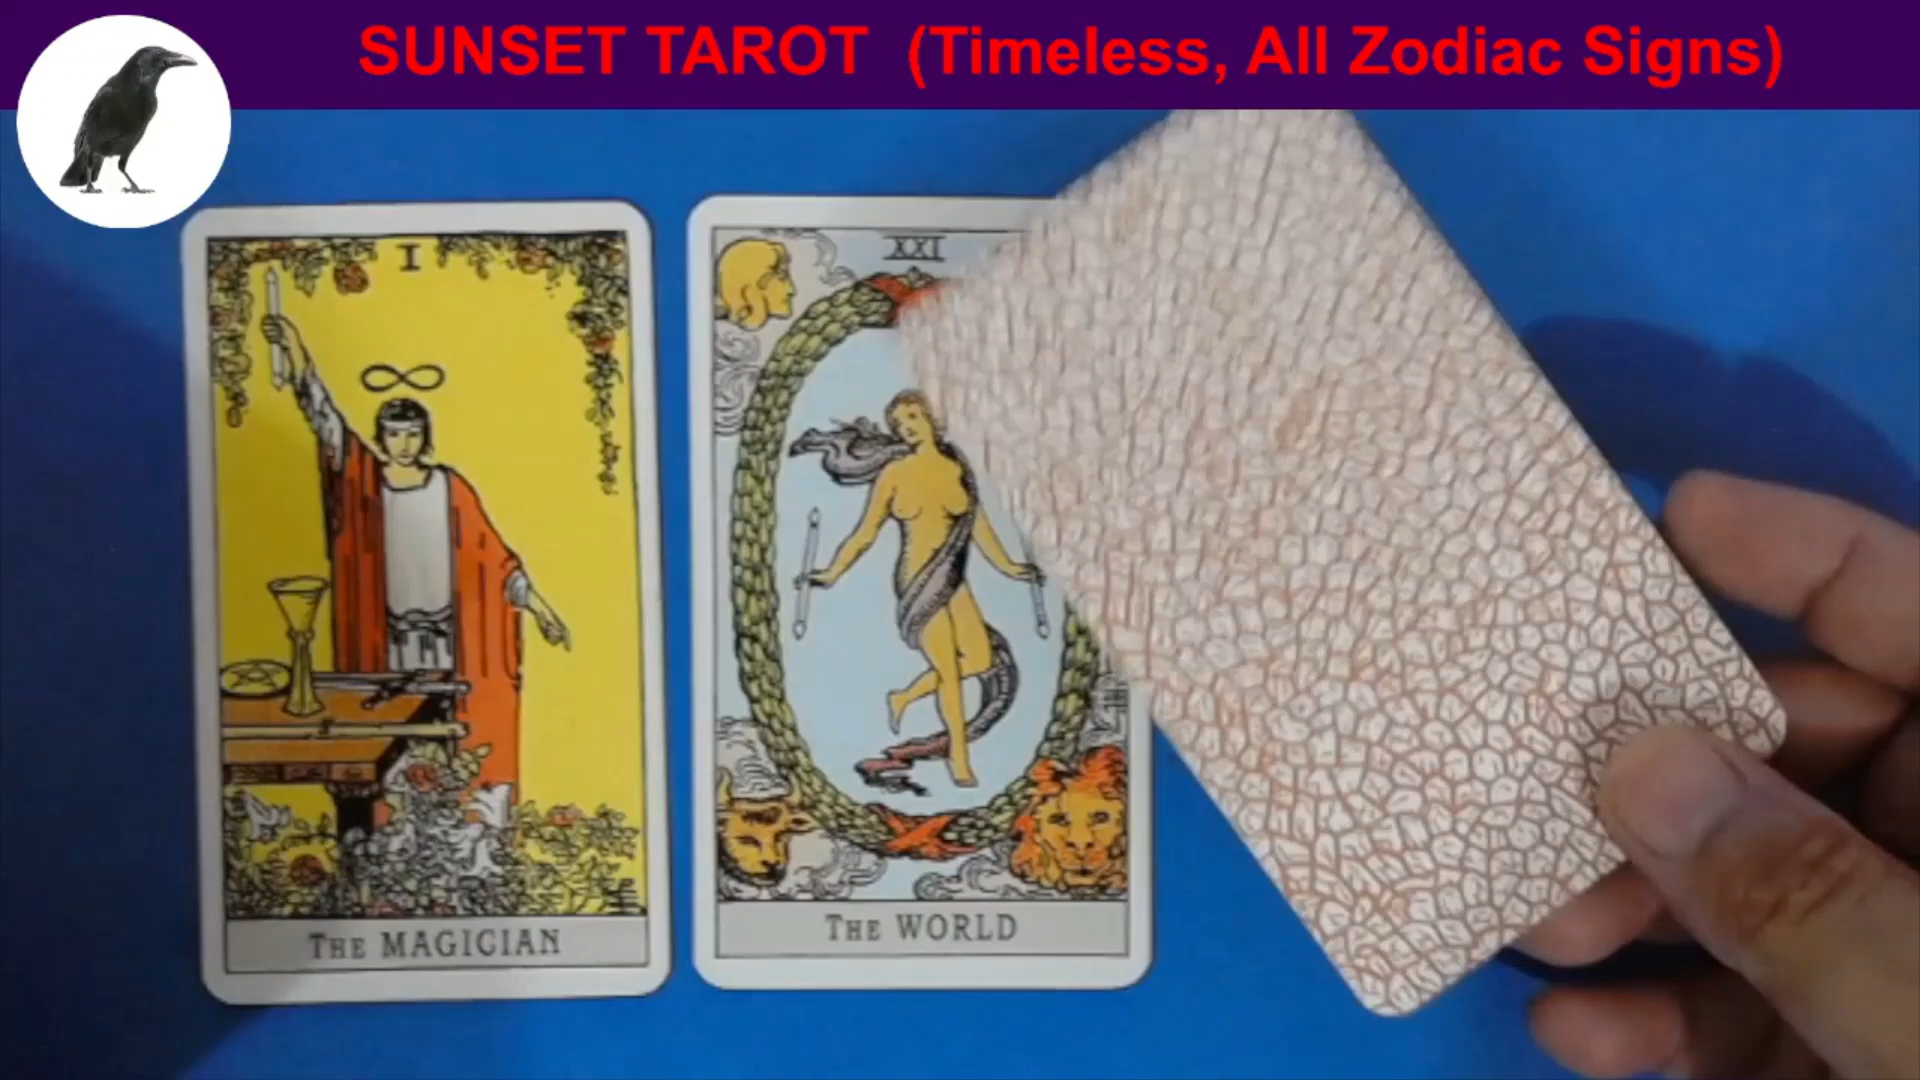 SUNSET TAROT (Timeless, All Zodiac Signs)
I
XXI
THE MAGICIAN
THE WORLD